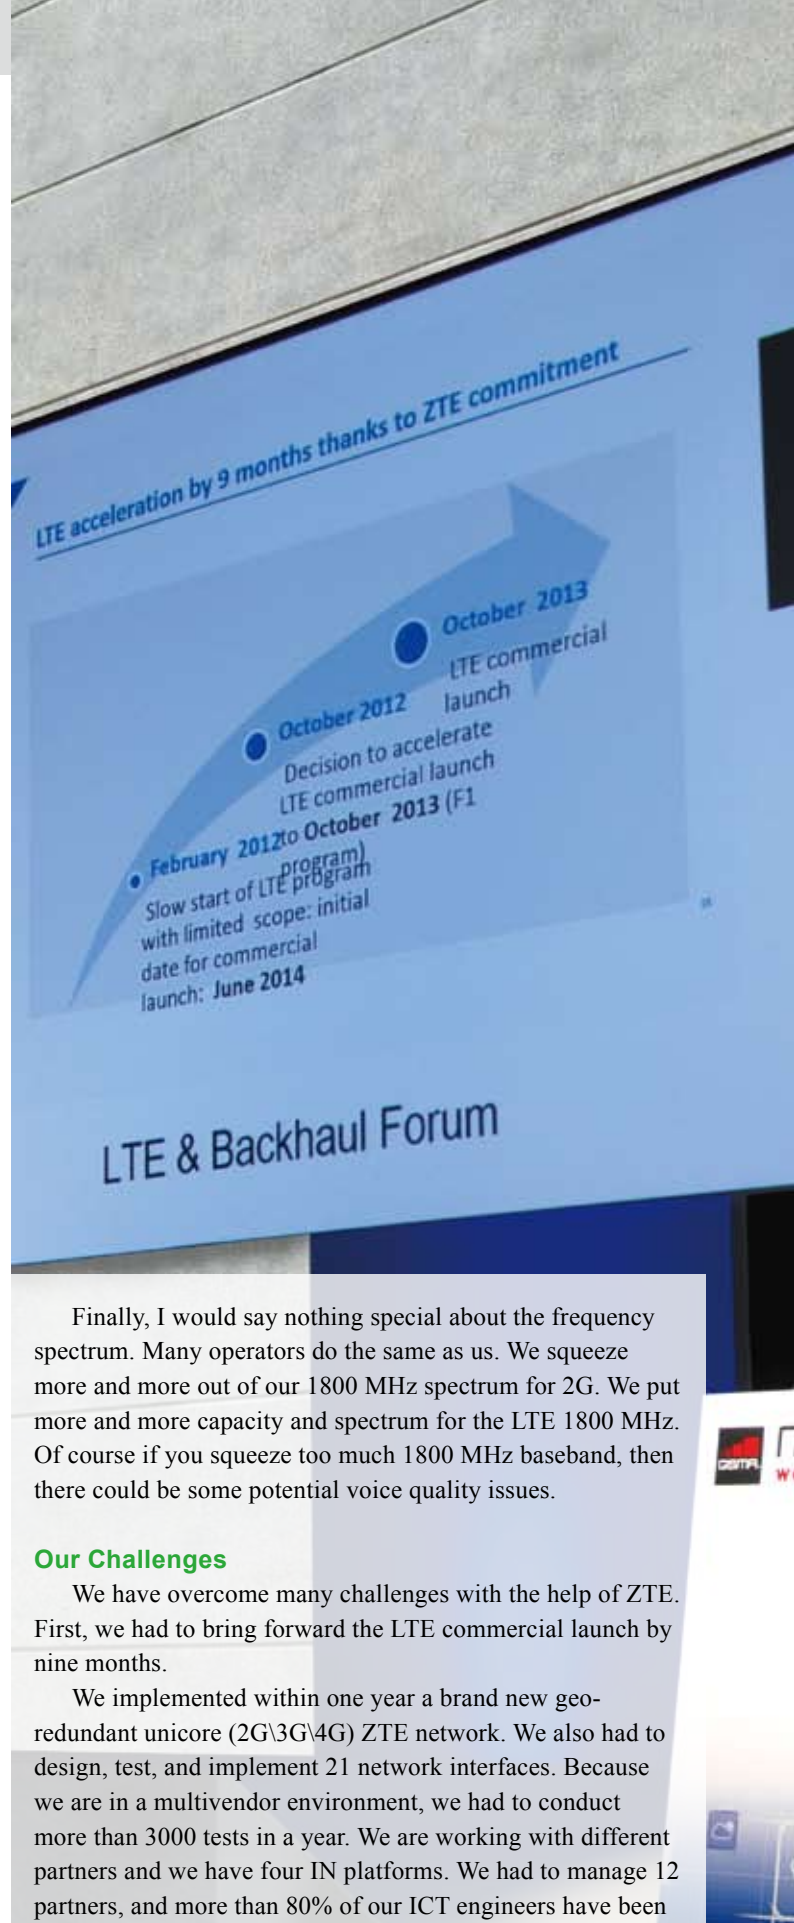 LTE acceleration by 9 months thanks to ZTE commitment
October 2013
LTE commercial
launch
October 2012
Decision to accelerate
LTE commercial launch
to October 2013 (F1
program)
February 2012
Slow start of LTE program
with limited scope: initial
date for commercial
launch: June 2014
LTE & Backhaul Forum
Finally, I would say nothing special about the frequency
spectrum. Many operators do the same as us. We squeeze
more and more out of our 1800 MHz spectrum for 2G. We put
more and more capacity and spectrum for the LTE 1800 MHz.
Of course if you squeeze too much 1800 MHz baseband, then
there could be some potential voice quality issues.
Our Challenges
We have overcome many challenges with the help of ZTE.
First, we had to bring forward the LTE commercial launch by
nine months.
We implemented within one year a brand new geo-
redundant unicore (2G\3G\4G) ZTE network. We also had to
design, test, and implement 21 network interfaces. Because
we are in a multivendor environment, we had to conduct
more than 3000 tests in a year. We are working with different
partners and we have four IN platforms. We had to manage 12
partners, and more than 80% of our ICT engineers have been
GSMA